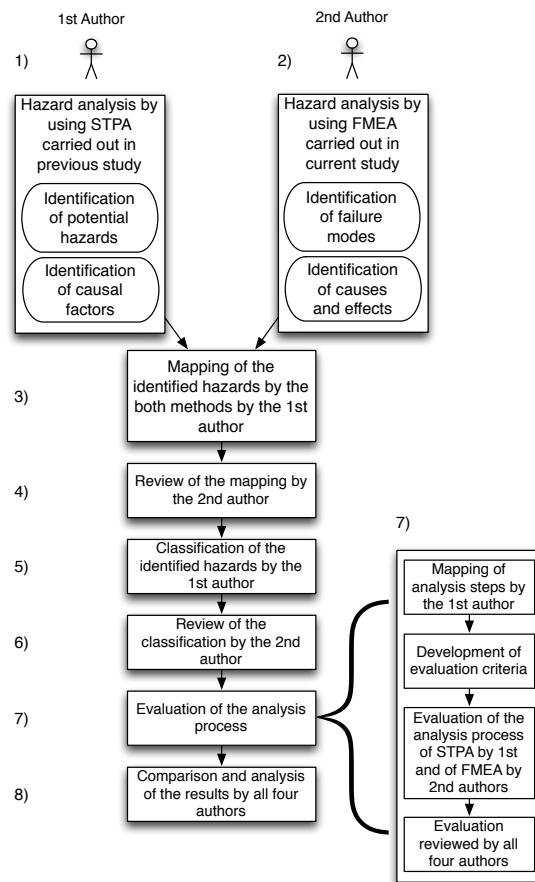 1st Author
1)
Hazard analysis by
using STPA
carried out in
previous study
Identification
of potential
hazards
Identification
of causal
factors
2nd Author
2)
Hazard analysis by
using FMEA
carried out in
current study
Identification
of failure
modes
Identification
of causes
and effects
3)
Mapping of the
identified hazards by the
both methods by the 1st
author
4)
Review of the mapping by
the 2nd author
5)
Classification of the
identified hazards by the
1st author
6)
Review of the
classification by the 2nd
author
7)
Evaluation of the analysis
process
8)
Comparison and analysis
of the results by all four
authors
7)
Mapping of
analysis steps by
the 1st author
Development of
evaluation criteria
Evaluation of the
analysis process
of STPA by 1st
and of FMEA by
2nd authors
Evaluation
reviewed by all
four authors